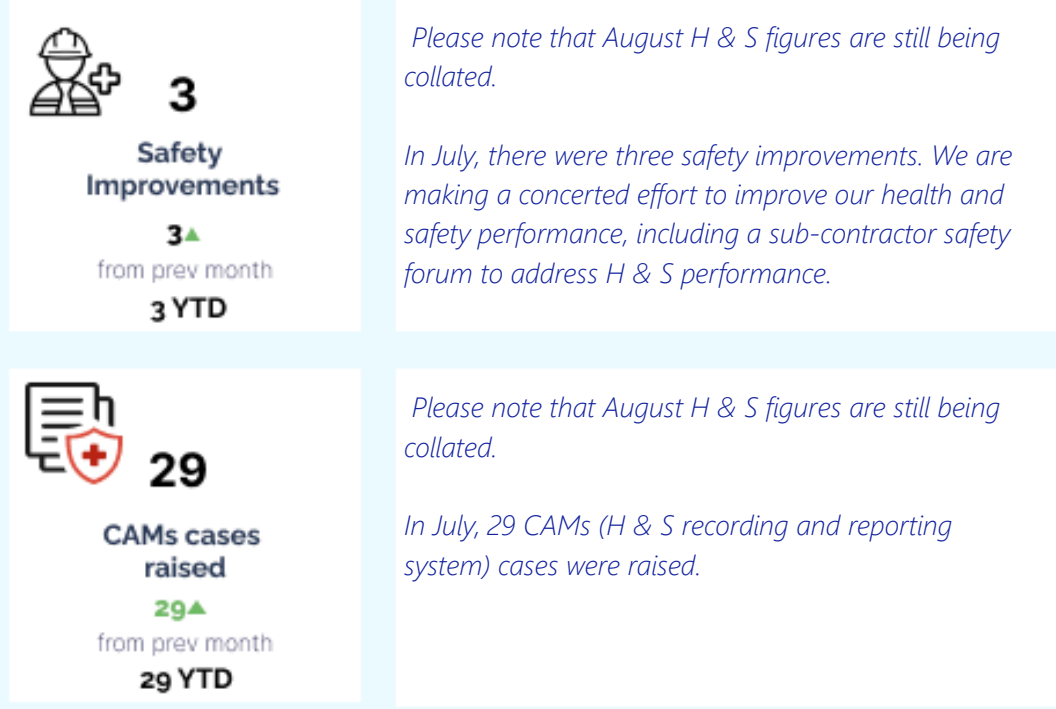 3
Safety
Improvements
3▲
from prev month
3 YTD
Please note that August H & S figures are still being
collated.
In July, there were three safety improvements. We are
making a concerted effort to improve our health and
safety performance, including a sub-contractor safety
forum to address H & S performance.
29
CAMs cases
raised
29▲
from prev month
29 YTD
Please note that August H & S figures are still being
collated.
In July, 29 CAMs (H & S recording and reporting
system) cases were raised.